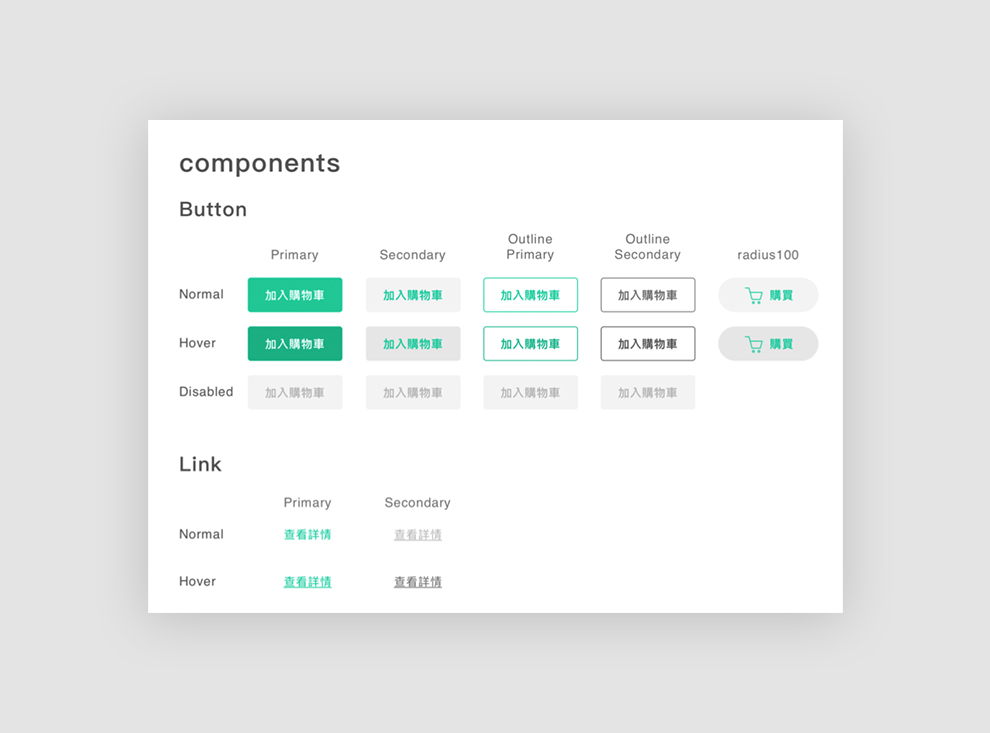 components
Button
Primary
Secondary
Outline
Primary
Outline
Secondary
radius100
Normal
加入購物車
加入購物車
加入購物車
加入購物車
購買
Hover
加入購物車
加入購物車
加入購物車
加入購物車
購買
Disabled
加入購物車
加入購物車
加入購物車
加入購物車
Link
Primary
Secondary
Normal
查看詳情
查看詳情
Hover
查看詳情
查看詳情